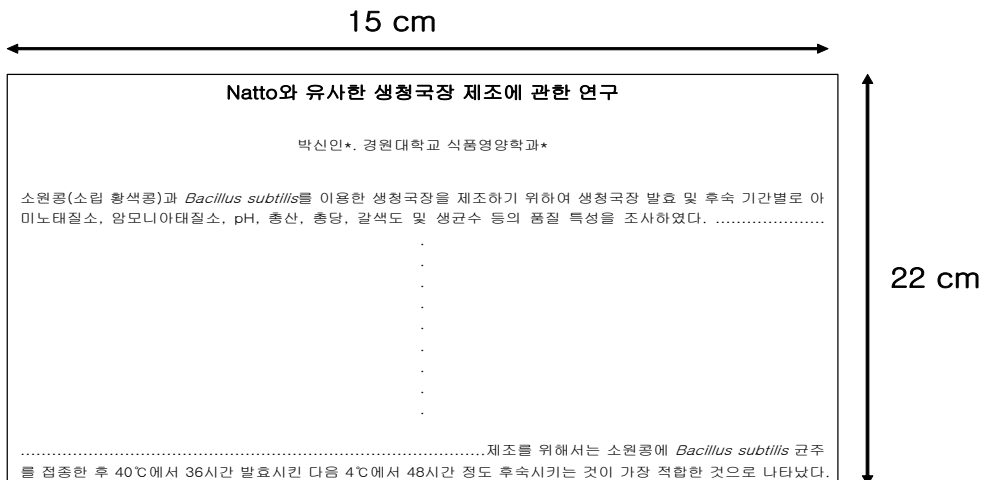 15 cm
Natto와 유사한 생청국장 제조에 관한 연구
박신인*. 경원대학교 식품영양학과*
소원콩(소립 황색콩)과 Bacillus subtilis를 이용한 생청국장을 제조하기 위하여 생청국장 발효 및 후숙 기간별로 아
미노태질소, 암모니아태질소, pH, 총산, 총당, 갈색도 및 생균수 등의 품질 특성을 조사하였다. .....................
.
.
.
.
.
.
.
.
.
22 cm
.........................................................................................제조를 위해서는 소원콩에 Bacillus subtilis 균주
를 접종한 후 40℃에서 36시간 발효시킨 다음 4℃에서 48시간 정도 후숙시키는 것이 가장 적합한 것으로 나타났다.